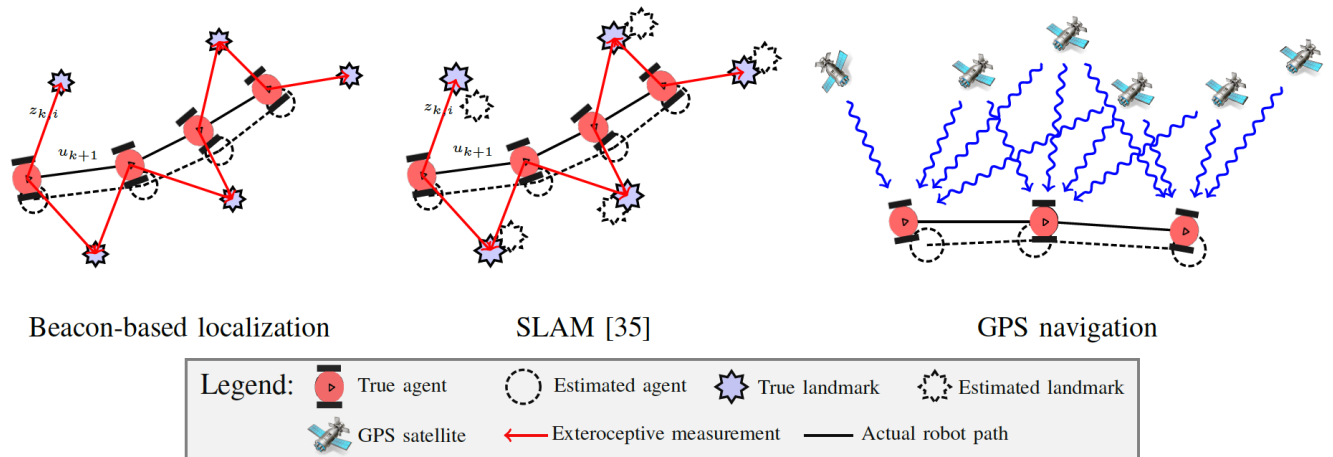 z_{k,i}
u_{k+1}
z_{k,i}
u_{k+1}
Beacon-based localization
SLAM [35]
GPS navigation
Legend:
True agent
Estimated agent
True landmark
Estimated landmark
GPS satellite
Exteroceptive measurement
Actual robot path